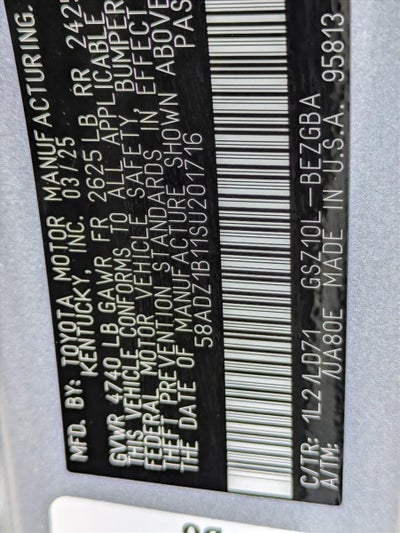 MFD. BY: TOYOTA MOTOR MANUFACTURING.
KENTUCKY, INC. 03/25
GVWR 4740 LB GAWR FR 2625 LB RR 2425
THIS VEHICLE CONFORMS TO ALL APPLICABLE
FEDERAL MOTOR VEHICLE SAFETY, BUMPER
THEFT PREVENTION STANDARDS IN EFFECT
THE DATE OF MANUFACTURE SHOWN ABOVE
58ADZ1B11SU201716 PAS
C/TR: 1L2/LD71 GSZ10L-BEZGBA
A/TM: /UA80E MADE IN U.S.A. 95813